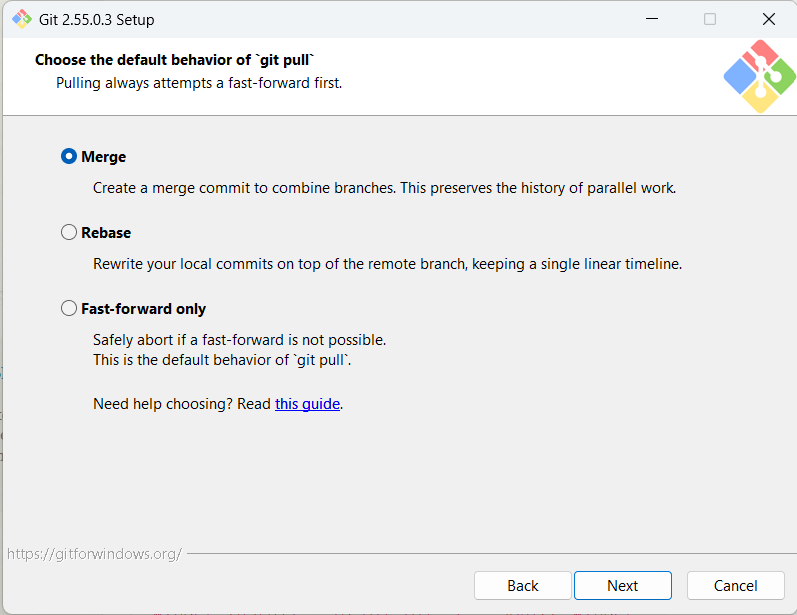 Git 2.55.0.3 Setup
Choose the default behavior of `git pull`
Pulling always attempts a fast-forward first.
Merge
Create a merge commit to combine branches. This preserves the history of parallel work.
Rebase
Rewrite your local commits on top of the remote branch, keeping a single linear timeline.
Fast-forward only
Safely abort if a fast-forward is not possible.
This is the default behavior of `git pull`.
Need help choosing? Read this guide.
https://gitforwindows.org/
Back Next Cancel